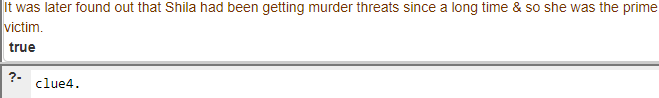 It was later found out that Shila had been getting murder threats since a long time & so she was the prime
victim.
true
?- clue4.